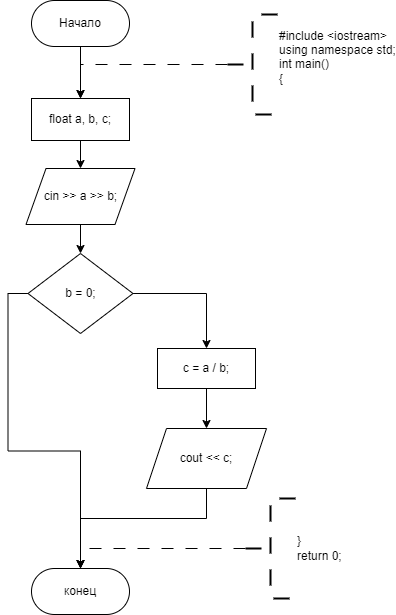 Начало
#include <iostream>
using namespace std;
int main()
{
float a, b, c;
cin >> a >> b;
b = 0;
c = a / b;
cout << c;
}
return 0;
конец